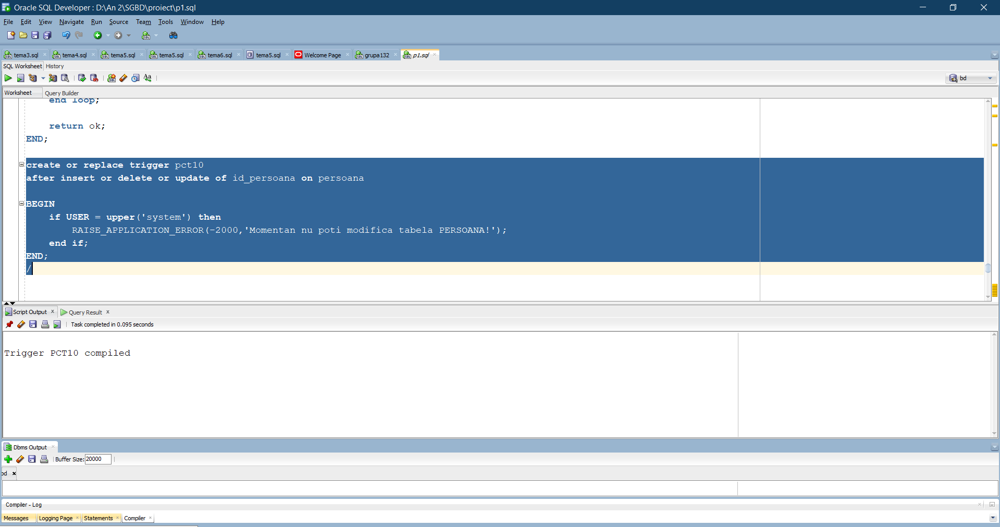 Oracle SQL Developer : D:\An 2\SGBD\proiect\p1.sql
File Edit View Navigate Run Source Team Tools Window Help
tema3.sql tema4.sql tema5.sql tema5.sql tema6.sql tema5.sql Welcome Page grupa132 p1.sql
SQL Worksheet History
bd
Worksheet Query Builder
end loop;
return ok;
END;
create or replace trigger pct10
after insert or delete or update of id_persoana on persoana
BEGIN
if USER = upper('system') then
RAISE_APPLICATION_ERROR(-2000,'Momentan nu poti modifica tabela PERSOANA!');
end if;
END;
/
Script Output x Query Result x
Task completed in 0.095 seconds
Trigger PCT10 compiled
Dbms Output
Buffer Size: 20000
bd x
Compiler - Log
Messages Logging Page Statements Compiler